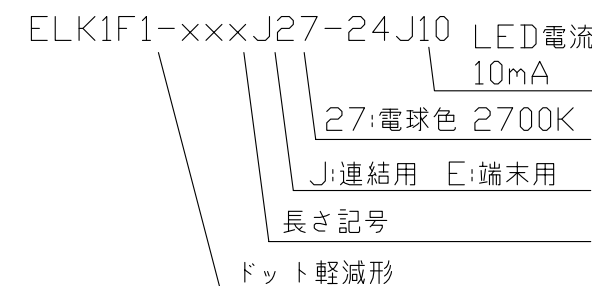 ELK1F1-xxxJ27-24J10
LED電流
10mA
27:電球色 2700K
J:連結用 E:端末用
長さ記号
ドット軽減形